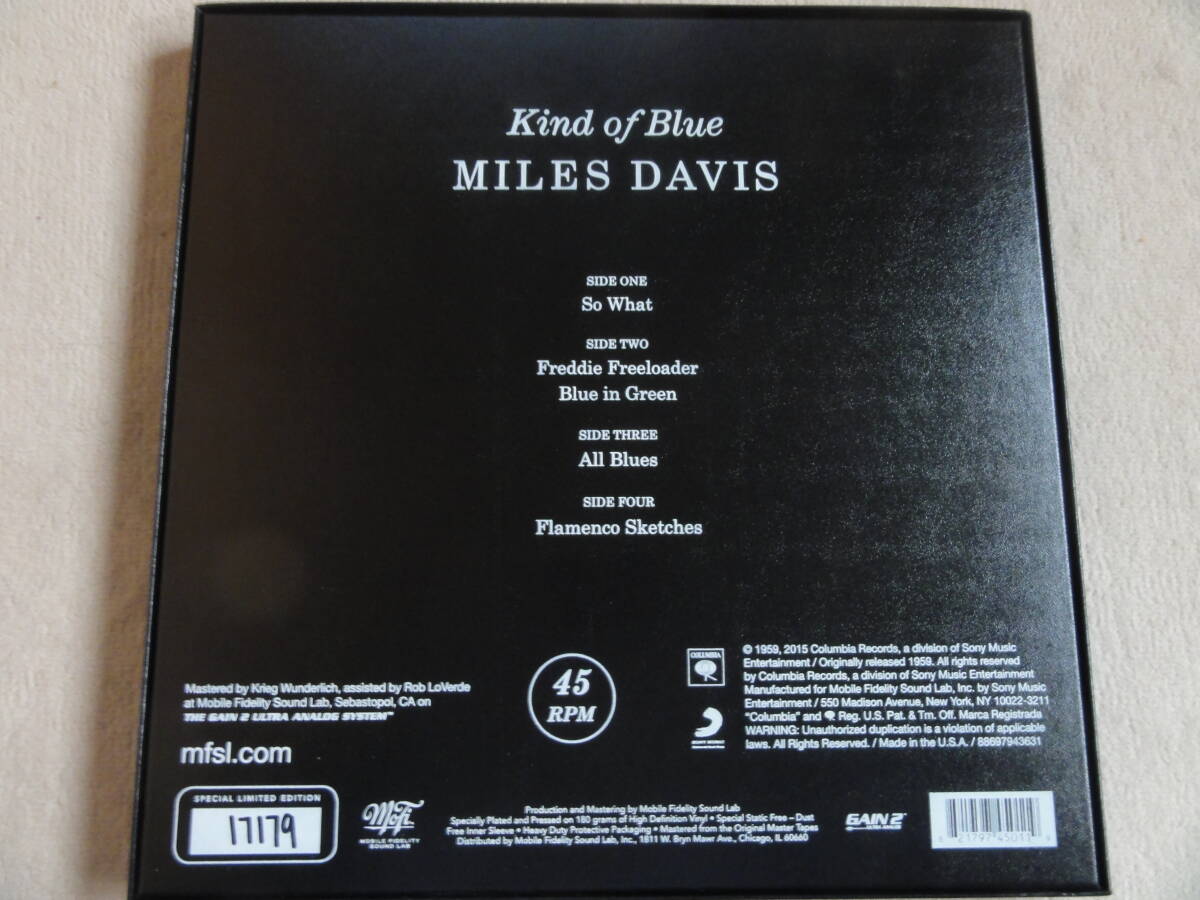 Kind of Blue
MILES DAVIS
SIDE ONE
So What
SIDE TWO
Freddie Freeloader
Blue in Green
SIDE THREE
All Blues
SIDE FOUR
Flamenco Sketches
Mastered by Krieg Wunderlich, assisted by Rob LoVerde
at Mobile Fidelity Sound Lab, Sebastopol, CA on
THE GAIN 2 ULTRA ANALOG SYSTEM™
mfsl.com
45
RPM
COLUMBIA
SONY MUSIC
© 1959, 2015 Columbia Records, a division of Sony Music
Entertainment / Originally released 1959. All rights reserved
by Columbia Records, a division of Sony Music Entertainment
Manufactured for Mobile Fidelity Sound Lab, Inc. by Sony Music
Entertainment / 550 Madison Avenue, New York, NY 10022-3211
"Columbia" and Reg. U.S. Pat. & Tm. Off. Marca Registrada
WARNING: Unauthorized duplication is a violation of applicable
laws. All Rights Reserved. / Made in the U.S.A. / 88697943631
SPECIAL LIMITED EDITION
17179
MoFi
MOBILE FIDELITY
SOUND LAB
Production and Mastering by Mobile Fidelity Sound Lab
Specially Plated and Pressed on 180 grams of High Definition Vinyl • Special Static Free – Dust
Free Inner Sleeve • Heavy Duty Protective Packaging • Mastered from the Original Master Tapes
Distributed by Mobile Fidelity Sound Lab, Inc., 1811 W. Bryn Mawr Ave., Chicago, IL 60660
GAIN 2™
ULTRA ANALOG